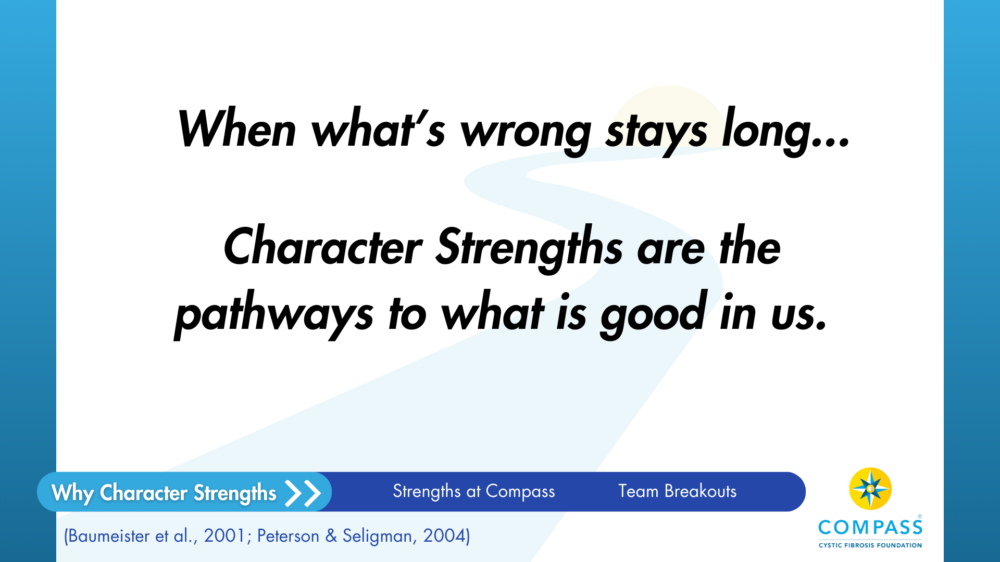 When what’s wrong stays long...
Character Strengths are the
pathways to what is good in us.
Why Character Strengths
Strengths at Compass
Team Breakouts
(Baumeister et al., 2001; Peterson & Seligman, 2004)
COMPASS®
CYSTIC FIBROSIS FOUNDATION